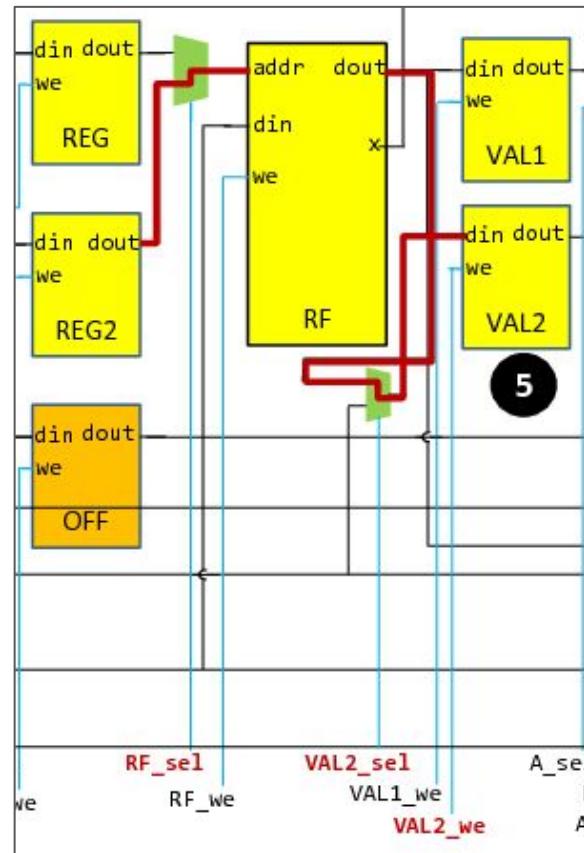 din dout
we
REG
addr dout
din
x
we
RF
din dout
we
VAL1
din dout
we
REG2
din dout
we
VAL2
5
din dout
we
OFF
RF_sel
VAL2_sel
RF_we
VAL1_we
VAL2_we